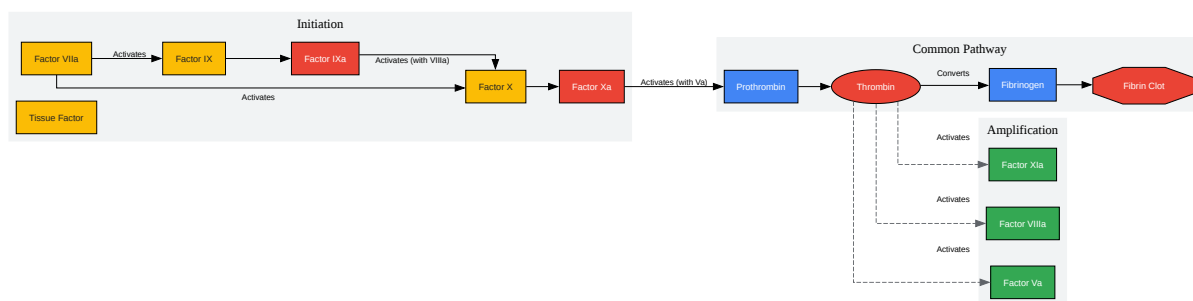 Initiation
Factor VIIa
Activates
Factor IX
Factor IXa
Activates (with VIIIa)
Activates
Factor X
Factor Xa
Tissue Factor
Activates (with Va)
Common Pathway
Prothrombin
Thrombin
Converts
Fibrinogen
Fibrin Clot
Amplification
Activates
Factor XIa
Activates
Factor VIIIa
Activates
Factor Va